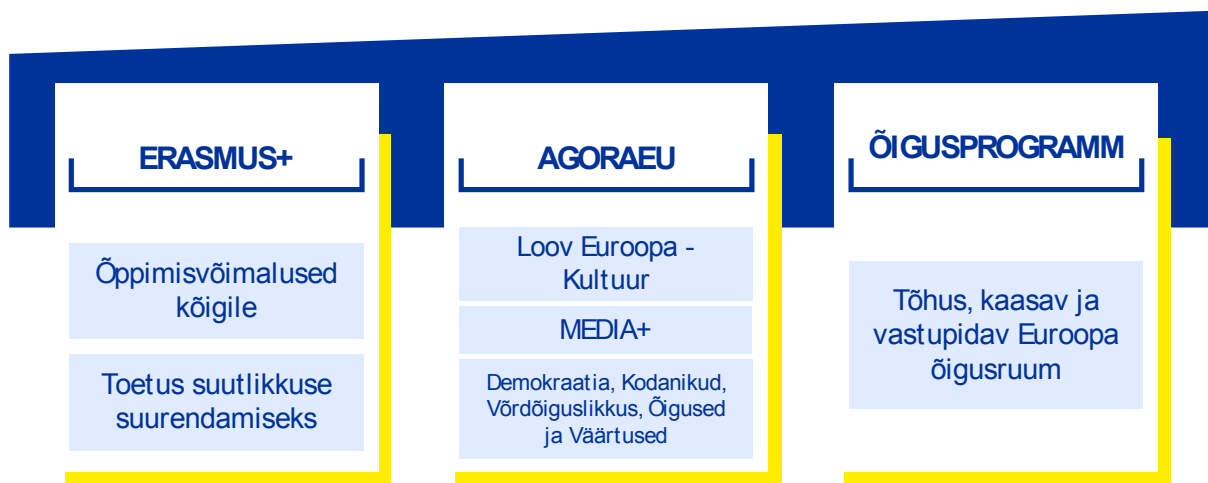 ERASMUS+
Õppimisvõimalused
kõigile
Toetus suutlikkuse
suurendamiseks
AGORAEU
Loov Euroopa -
Kultuur
MEDIA+
Demokraatia, Kodanikud,
Võrdõiguslikkus, Õigused
ja Väärtused
ÕIGUSPROGRAMM
Tõhus, kaasav ja
vastupidav Euroopa
õigusruum